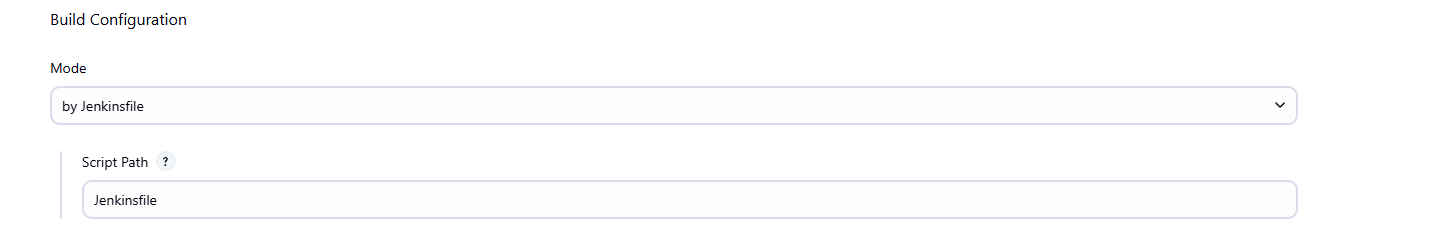 Build Configuration
Mode
by Jenkinsfile
Script Path ?
Jenkinsfile